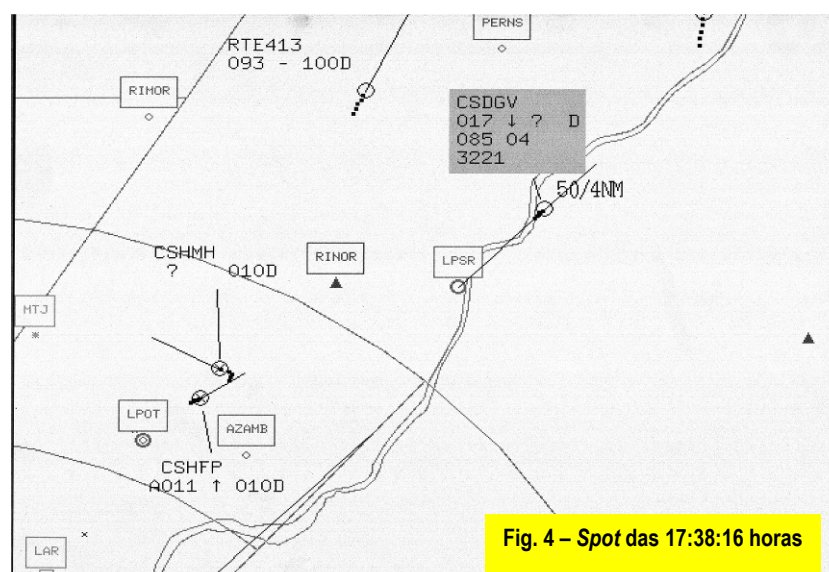 PERNS
RTE413
093 - 100D
RIMOR
CSDGV
017 ↓ ? D
085 04
3221
50/4NM
CSHMH
? 010D
RINOR
LPSR
MTJ
LPOT
AZAMB
CSHFP
A011 ↑ 010D
LAR
Fig. 4 – Spot das 17:38:16 horas